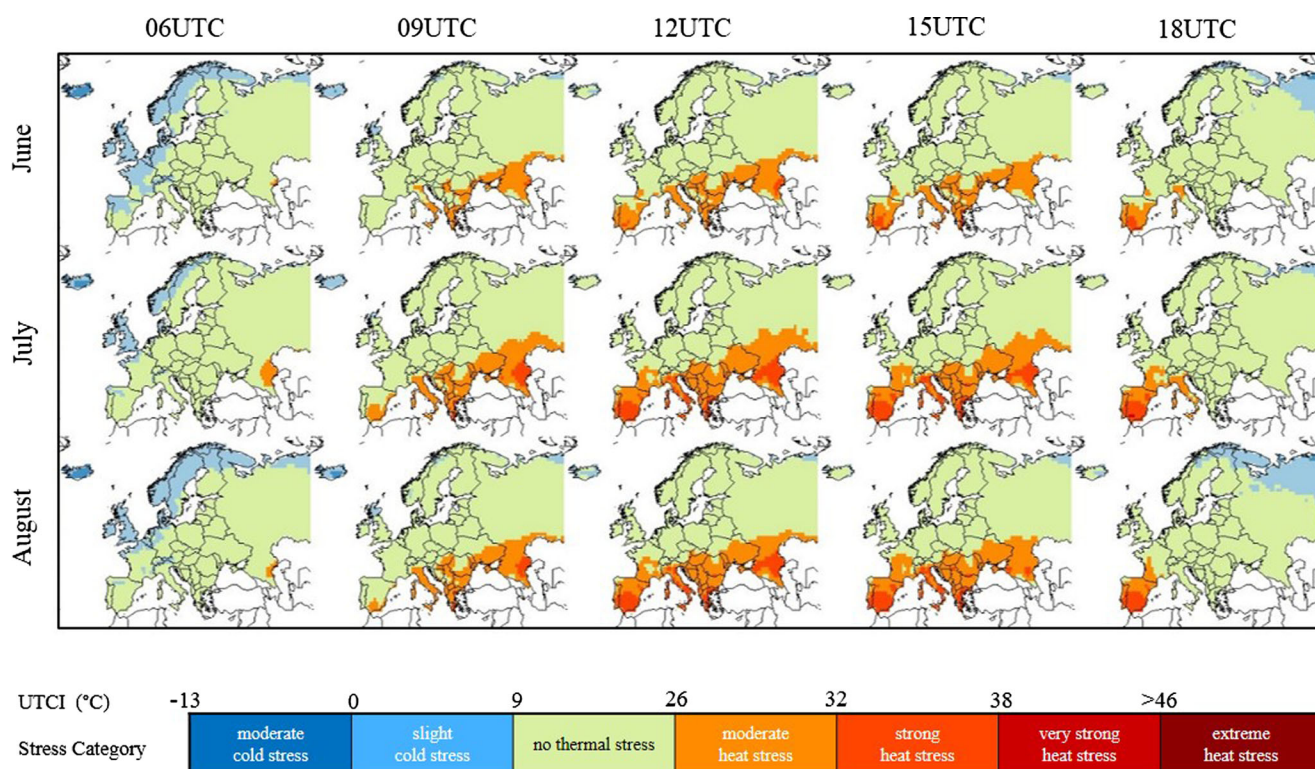 06UTC 09UTC 12UTC 15UTC 18UTC
June
July
August
UTCI (°C) -13 0 9 26 32 38 >46
Stress Category
moderate cold stress
slight cold stress
no thermal stress
moderate heat stress
strong heat stress
very strong heat stress
extreme heat stress